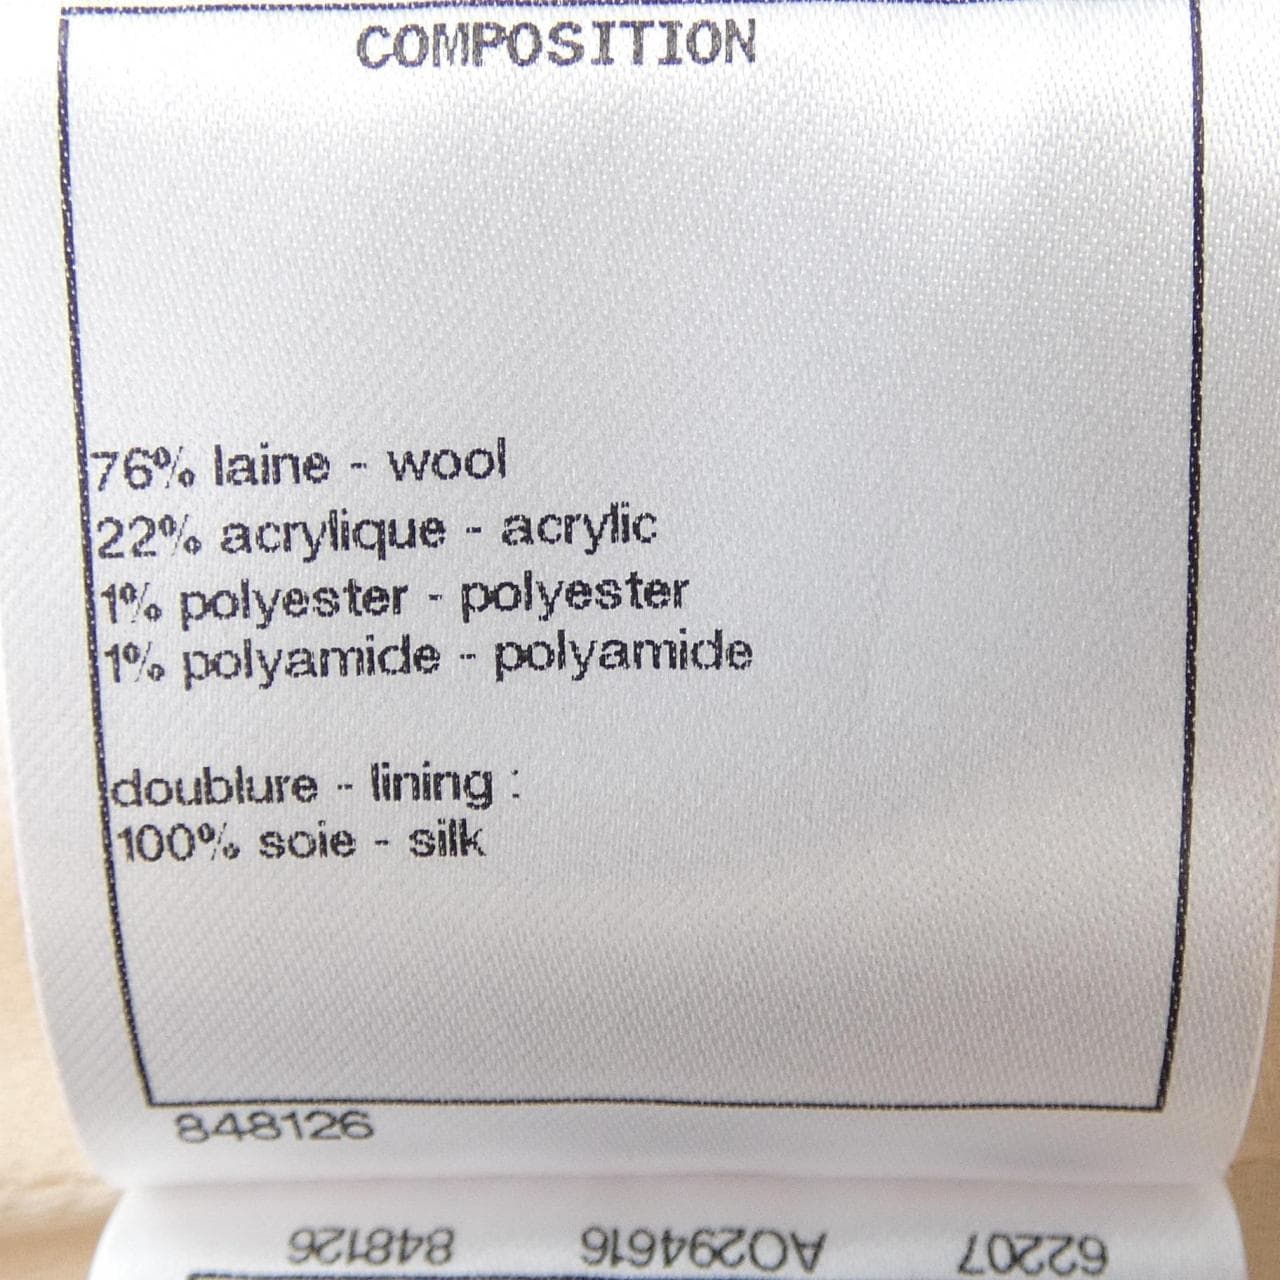 COMPOSITION
76% laine - wool
22% acrylique - acrylic
1% polyester - polyester
1% polyamide - polyamide
doublure - lining :
100% soie - silk
848126
62207 AO294616 848126